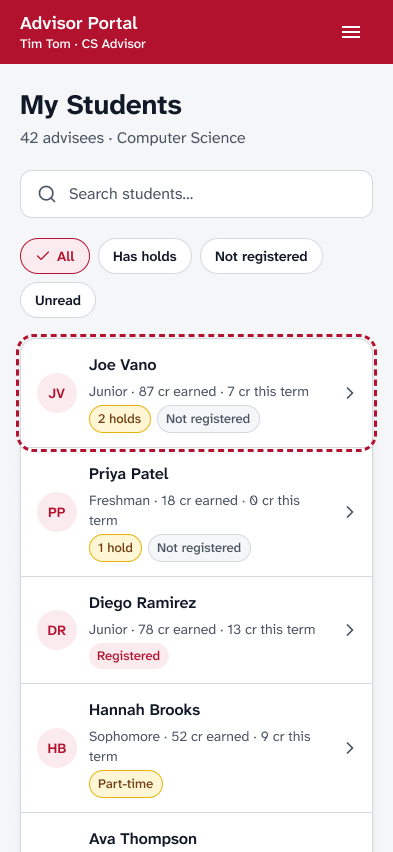 Advisor Portal
Tim Tom · CS Advisor
My Students
42 advisees · Computer Science
Search students...
All
Has holds
Not registered
Unread
JV
Joe Vano
Junior · 87 cr earned · 7 cr this term
2 holds
Not registered
PP
Priya Patel
Freshman · 18 cr earned · 0 cr this
term
1 hold
Not registered
DR
Diego Ramirez
Junior · 78 cr earned · 13 cr this term
Registered
HB
Hannah Brooks
Sophomore · 52 cr earned · 9 cr this
term
Part-time
Ava Thompson